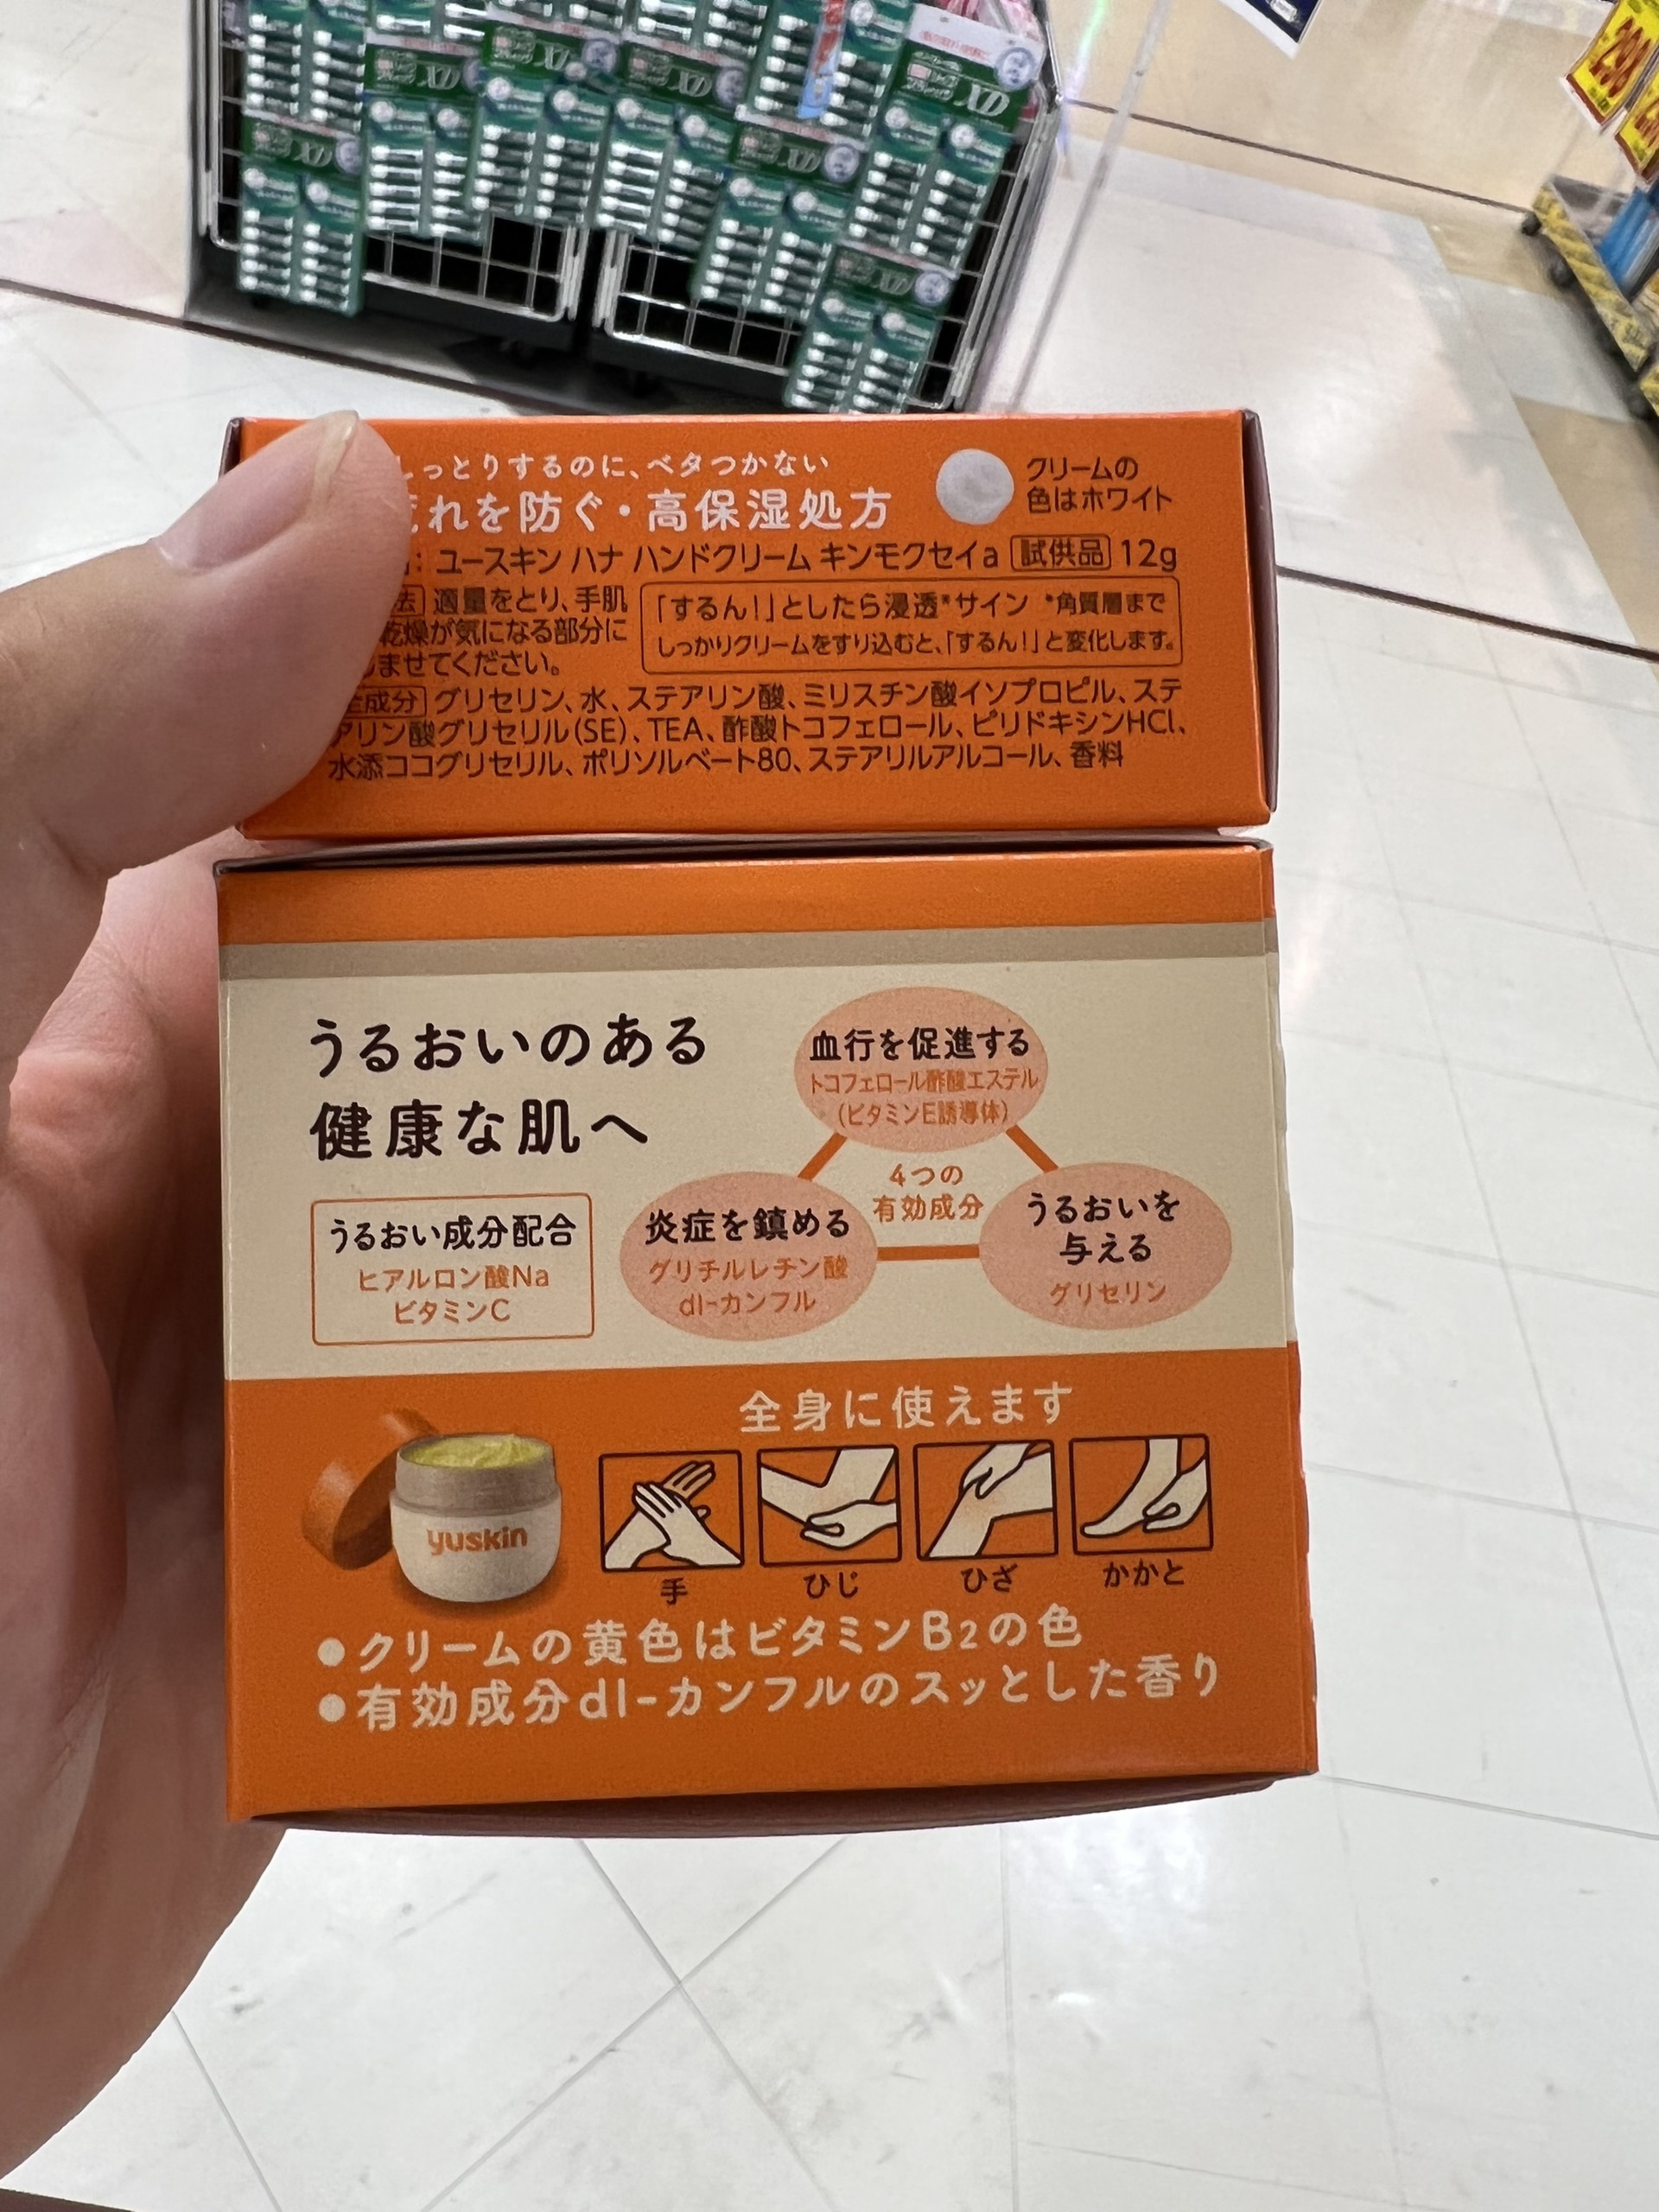 XD
XD
XD
XD
XD
298
しっとりするのに、ベタつかない
れを防ぐ・高保湿処方
クリームの
色はホワイト
: ユースキン ハナ ハンドクリーム キンモクセイa 試供品 12g
法 適量をとり、手肌
乾燥が気になる部分に
ませてください。
「するん!」としたら浸透*サイン *角質層まで
しっかりクリームをすり込むと、「するん!」と変化します。
全成分 グリセリン、水、ステアリン酸、ミリスチン酸イソプロピル、ステ
アリン酸グリセリル(SE)、TEA、酢酸トコフェロール、ピリドキシンHCl、
水添ココグリセリル、ポリソルベート80、ステアリルアルコール、香料
うるおいのある
健康な肌へ
うるおい成分配合
ヒアルロン酸Na
ビタミンC
血行を促進する
トコフェロール酢酸エステル
(ビタミンE誘導体)
4つの
有効成分
炎症を鎮める
グリチルレチン酸
dl-カンフル
うるおいを
与える
グリセリン
全身に使えます
yuskin
手
ひじ
ひざ
かかと
●クリームの黄色はビタミンB2の色
●有効成分dl-カンフルのスッとした香り